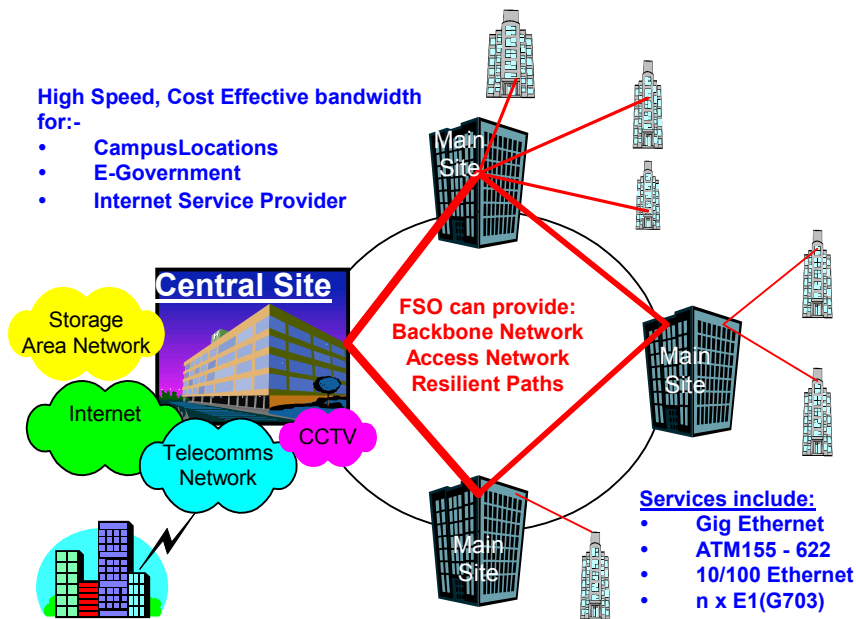 High Speed, Cost Effective bandwidth
for:-
• CampusLocations
• E-Government
• Internet Service Provider
Main
Site
Central Site
Storage
Area Network
Internet
Telecomms
Network
CCTV
FSO can provide:
Backbone Network
Access Network
Resilient Paths
Main
Site
Main
Site
Services include:
• Gig Ethernet
• ATM155 - 622
• 10/100 Ethernet
• n x E1(G703)